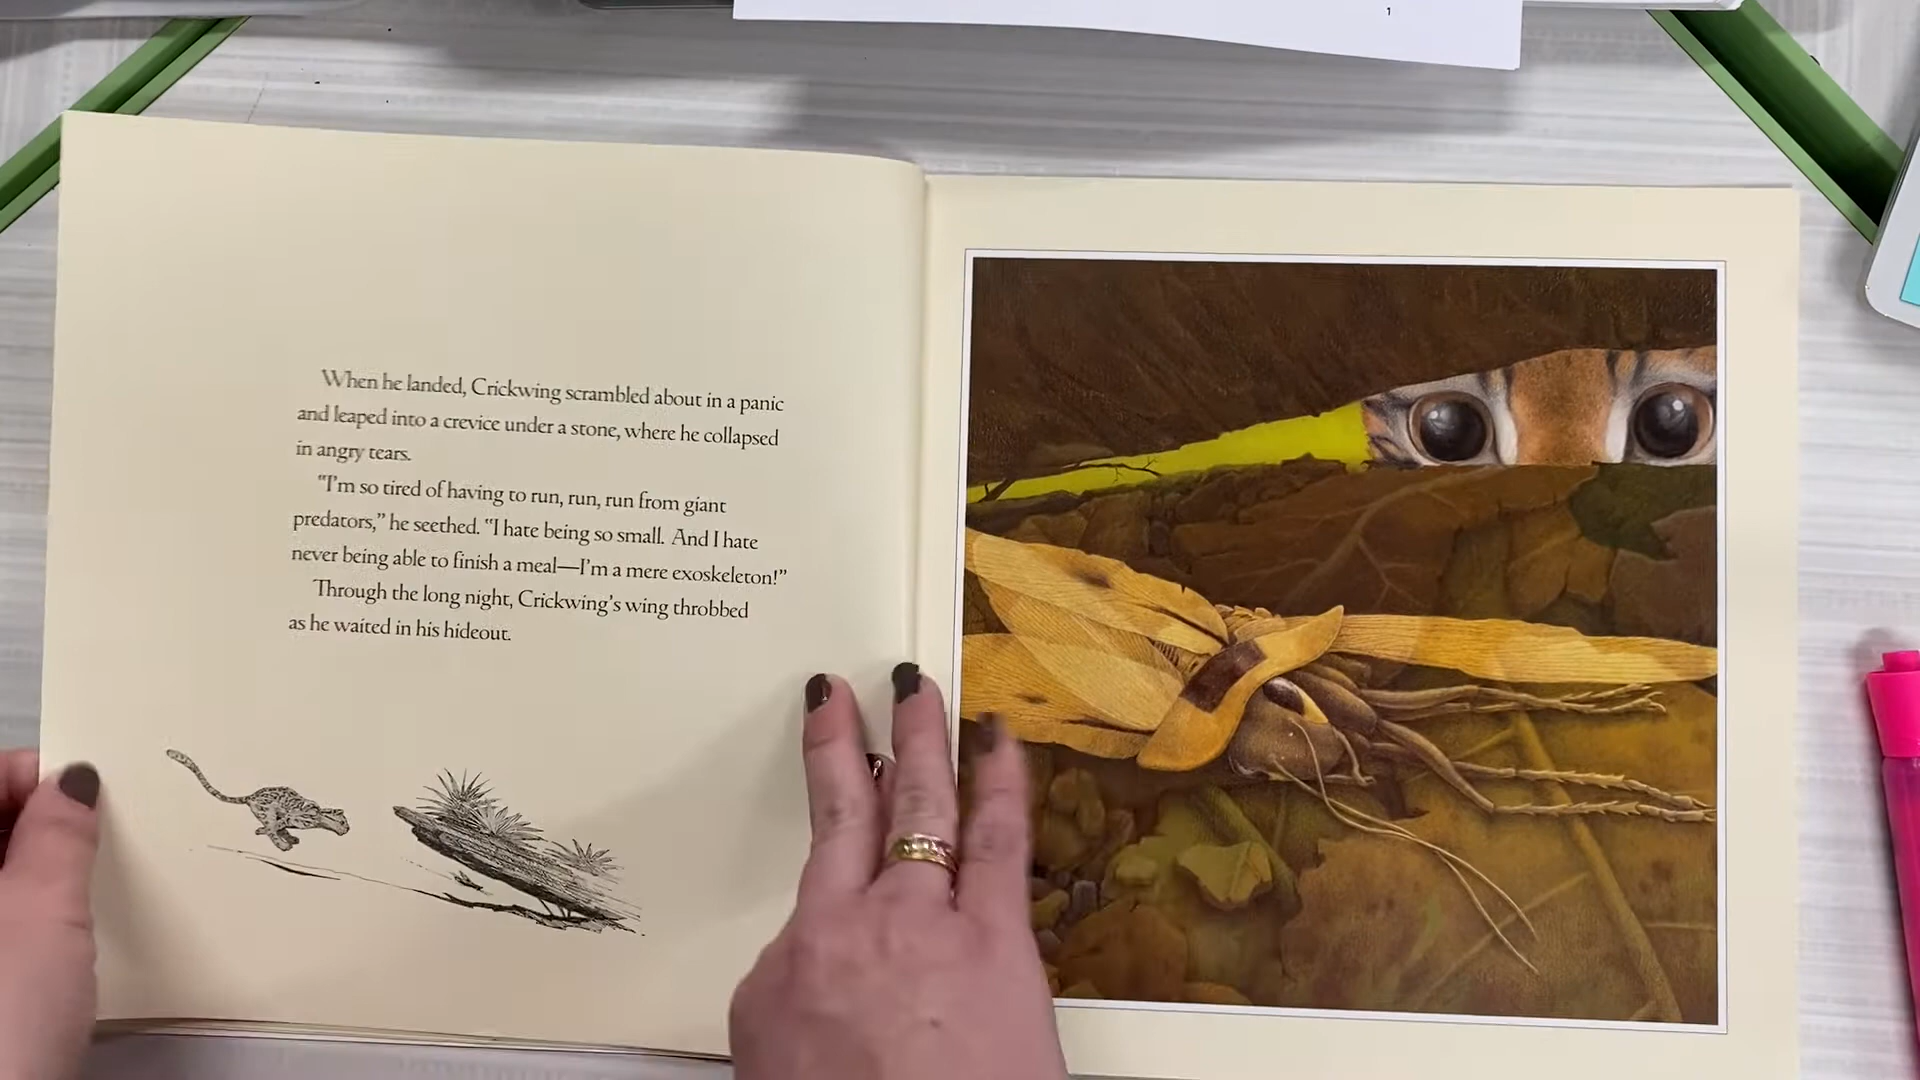 1
When he landed, Crickwing scrambled about in a panic
and leaped into a crevice under a stone, where he collapsed
in angry tears.
"I'm so tired of having to run, run, run from giant
predators,” he seethed. “I hate being so small. And I hate
never being able to finish a meal—I'm a mere exoskeleton!”
Through the long night, Crickwing's wing throbbed
as he waited in his hideout.